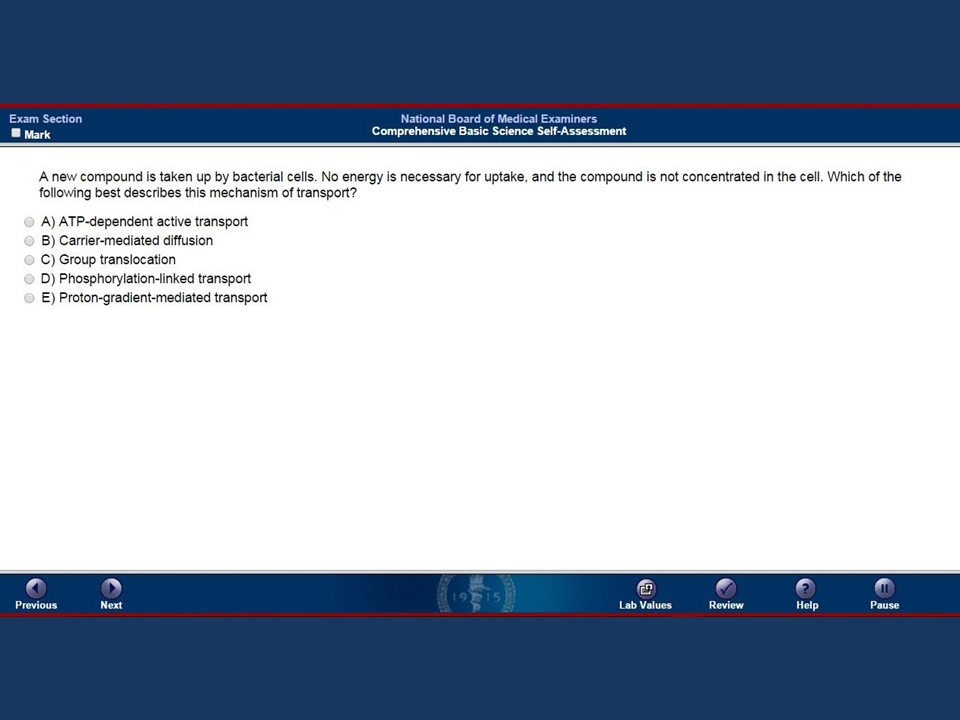 Exam Section
Mark
National Board of Medical Examiners
Comprehensive Basic Science Self-Assessment
A new compound is taken up by bacterial cells. No energy is necessary for uptake, and the compound is not concentrated in the cell. Which of the
following best describes this mechanism of transport?
A) ATP-dependent active transport
B) Carrier-mediated diffusion
C) Group translocation
D) Phosphorylation-linked transport
E) Proton-gradient-mediated transport
1915
Previous
Next
Lab Values
Review
Help
Pause